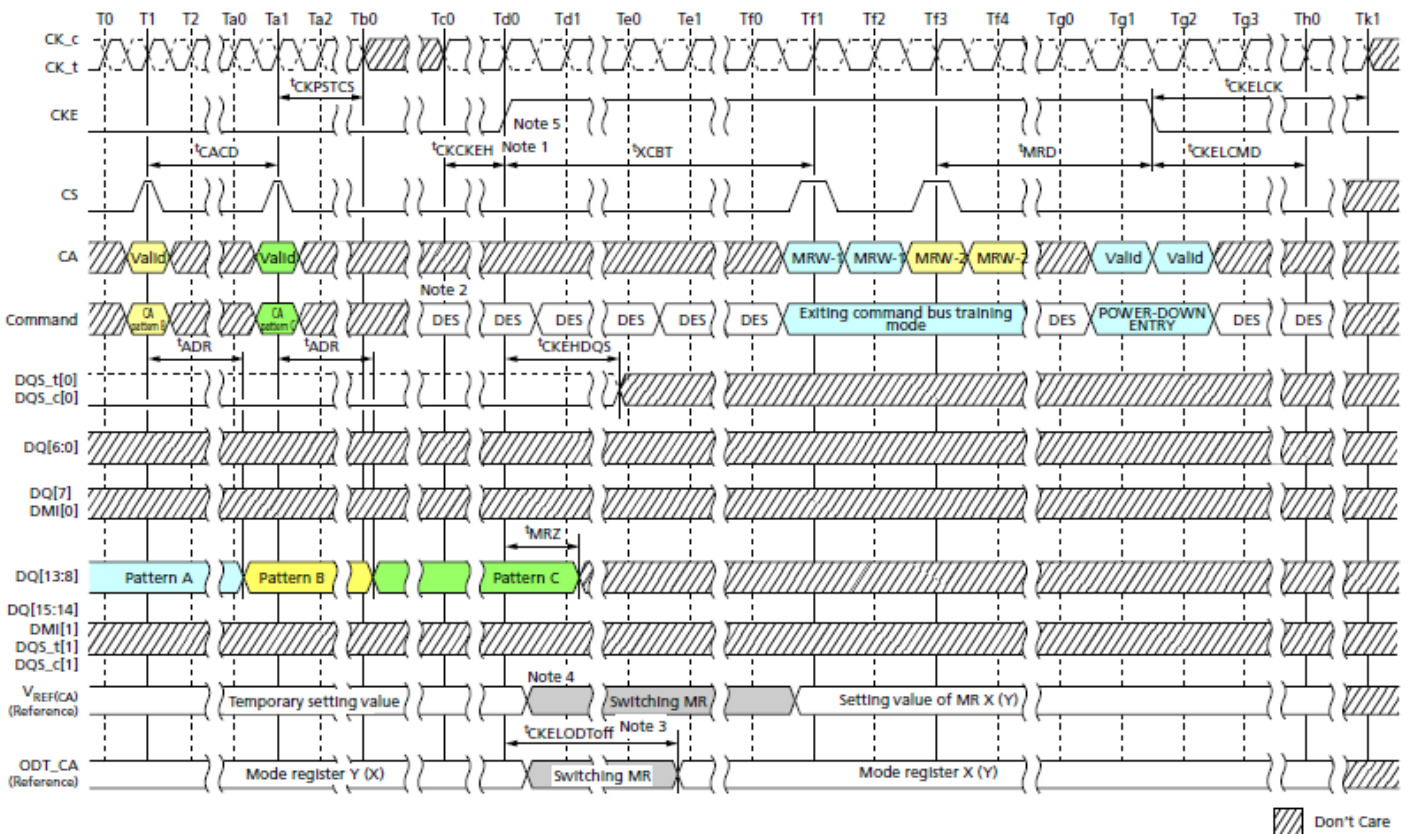 T0 T1 T2 Ta0 Ta1 Ta2 Tb0 Tc0 Td0 Td1 Te0 Te1 Tf0 Tf1 Tf2 Tf3 Tf4 Tg0 Tg1 Tg2 Tg3 Th0 Tk1
CK_c
CK_t
tCKPSTCS tCKELCK
CKE
Note 5
tCACD tCKCKEH Note 1 tXCBT tMRD tCKELCMD
CS
CA Valid Valid MRW-1 MRW-1 MRW-2 MRW-2 Valid Valid
Note 2
Command CA pattern B CA pattern C DES DES DES DES DES DES Exiting command bus training mode DES POWER-DOWN ENTRY DES DES
tADR tADR tCKEHDQS
DQS_t[0]
DQS_c[0]
DQ[6:0]
DQ[7]
DMI[0]
tMRZ
DQ[13:8] Pattern A Pattern B Pattern C
DQ[15:14]
DMI[1]
DQS_t[1]
DQS_c[1]
Note 4
VREF(CA) Temporary setting value Switching MR Setting value of MR X (Y)
(Reference)
tCKELODToff Note 3
ODT_CA Mode register Y (X) Switching MR Mode register X (Y)
(Reference)
Don't Care